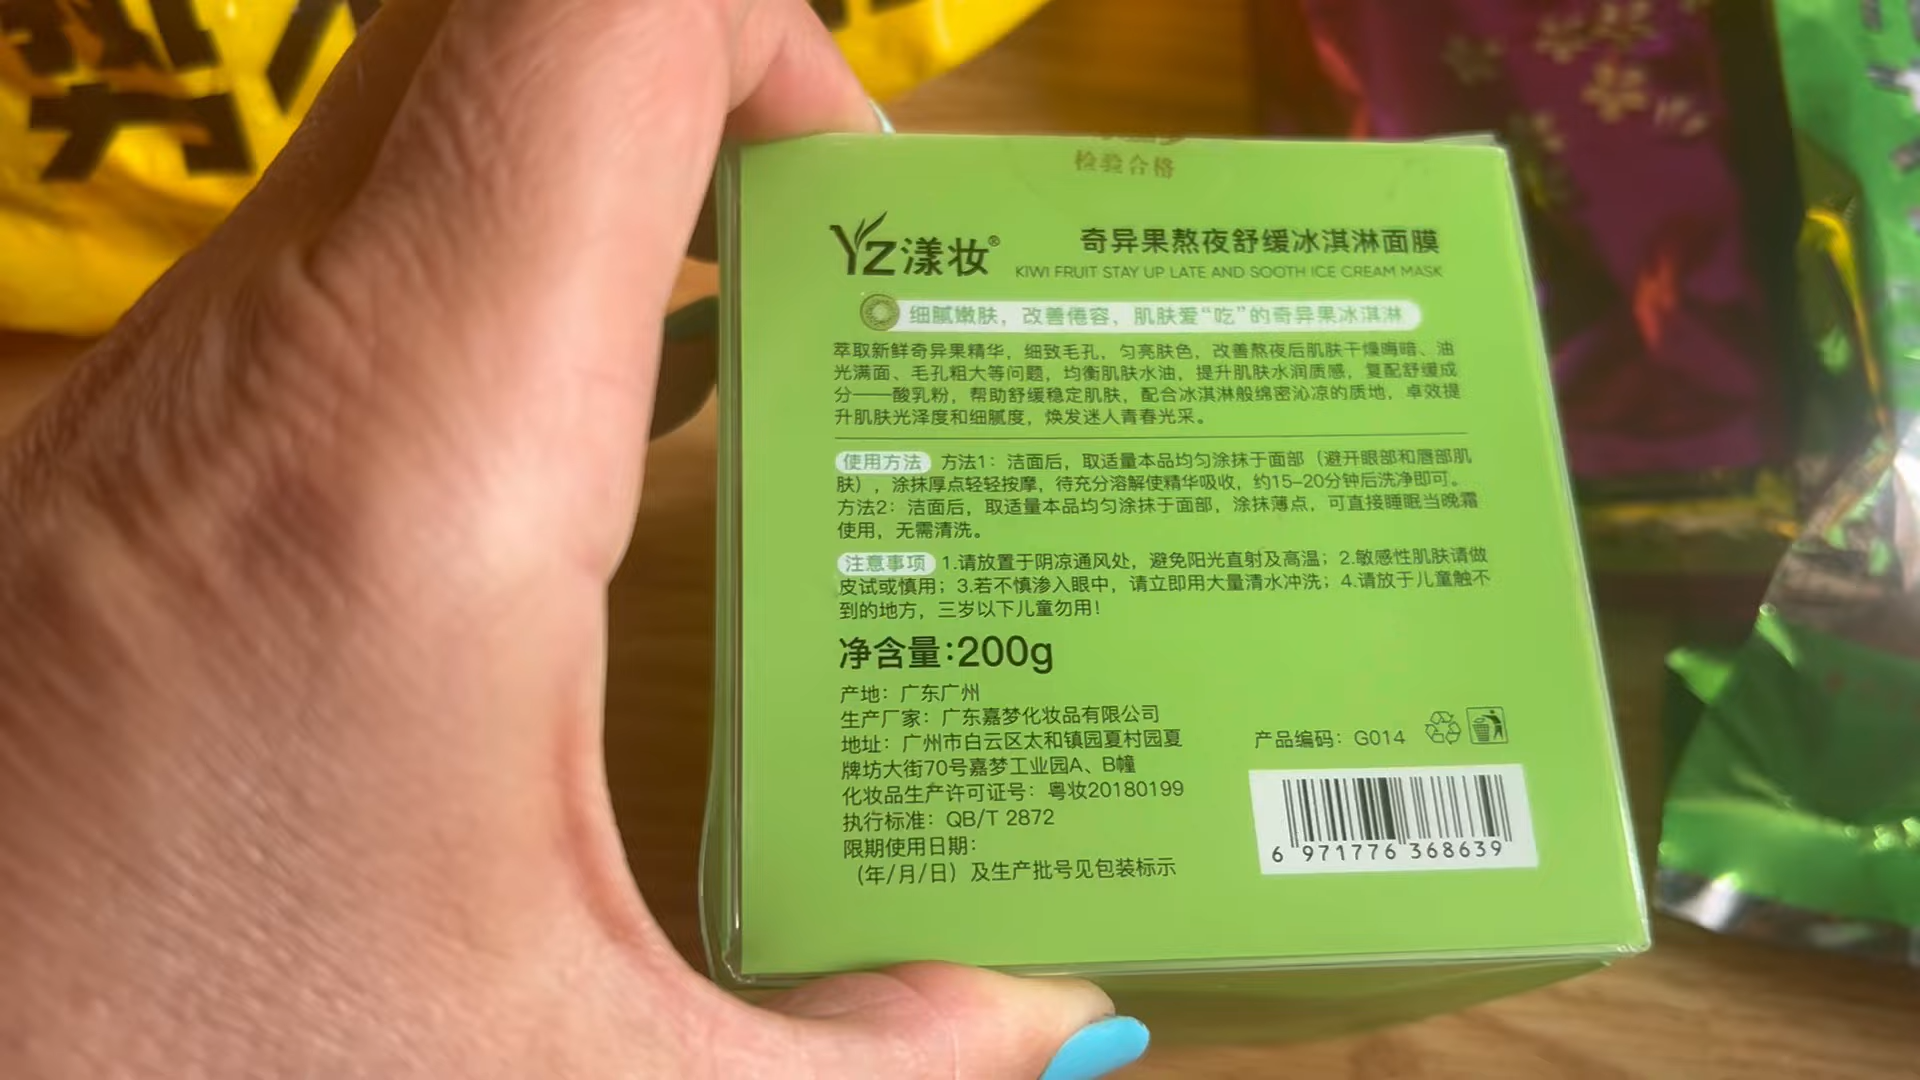 检验合格
YZ漾妆®
奇异果熬夜舒缓冰淇淋面膜
KIWI FRUIT STAY UP LATE AND SOOTH ICE CREAM MASK
细腻嫩肤，改善倦容，肌肤爱“吃”的奇异果冰淇淋
萃取新鲜奇异果精华，细致毛孔，匀亮肤色，改善熬夜后肌肤干燥晦暗、油
光满面、毛孔粗大等问题，均衡肌肤水油，提升肌肤水润质感，复配舒缓成
分——酸乳粉，帮助舒缓稳定肌肤，配合冰淇淋般绵密沁凉的质地，卓效提
升肌肤光泽度和细腻度，焕发迷人青春光采。
使用方法 方法1：洁面后，取适量本品均匀涂抹于面部（避开眼部和唇部肌
肤），涂抹厚点轻轻按摩，待充分溶解使精华吸收，约15-20分钟后洗净即可。
方法2：洁面后，取适量本品均匀涂抹于面部，涂抹薄点，可直接睡眠当晚霜
使用，无需清洗。
注意事项 1.请放置于阴凉通风处，避免阳光直射及高温；2.敏感性肌肤请做
皮试或慎用；3.若不慎渗入眼中，请立即用大量清水冲洗；4.请放于儿童触不
到的地方，三岁以下儿童勿用！
净含量:200g
产地：广东广州
生产厂家：广东嘉梦化妆品有限公司
地址：广州市白云区太和镇园夏村园夏
牌坊大街70号嘉梦工业园A、B幢
化妆品生产许可证号：粤妆20180199
执行标准：QB/T 2872
限期使用日期：
（年/月/日）及生产批号见包装标示
产品编码：G014
6 971776 368639